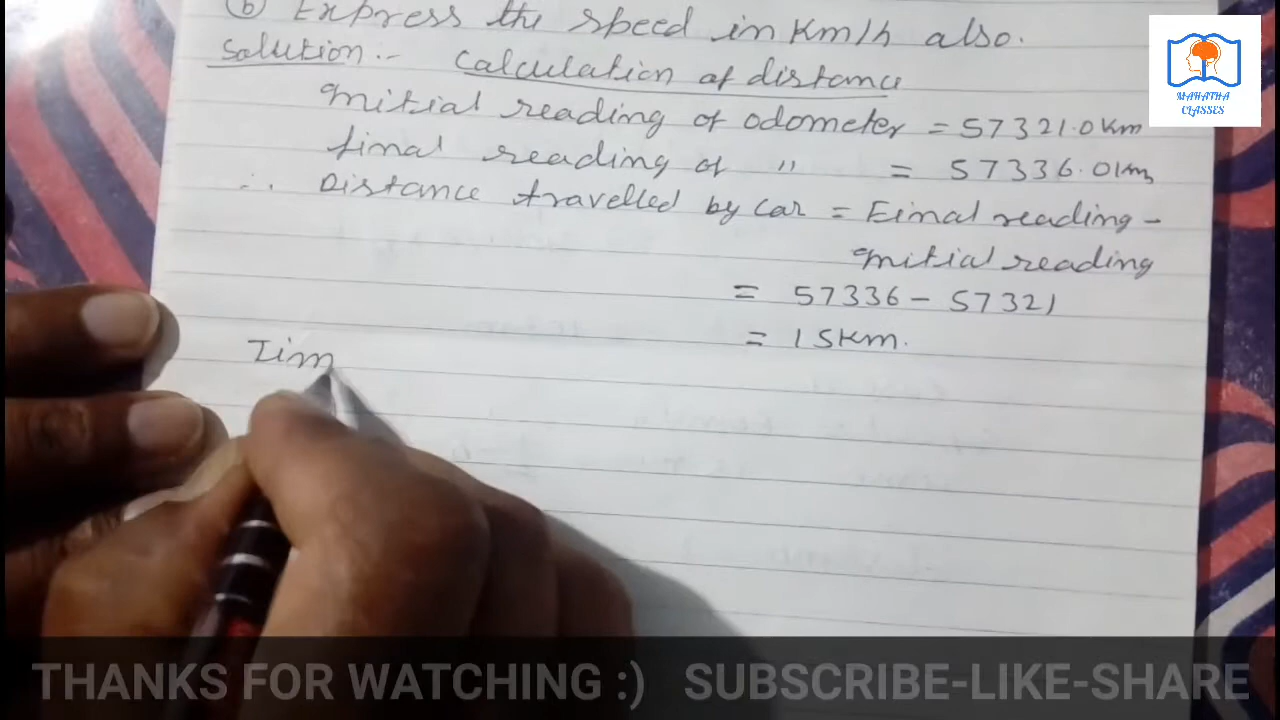 (b) Express the speed in Km/h also.
Solution:- Calculation of distance
Initial reading of odometer = 57321.0 Km
final reading of " = 57336.0 Km
∴ Distance travelled by car = Final reading -
Initial reading
= 57336 - 57321
= 15 Km.
Tim
MAHATHA
CLASSES
THANKS FOR WATCHING :) SUBSCRIBE-LIKE-SHARE